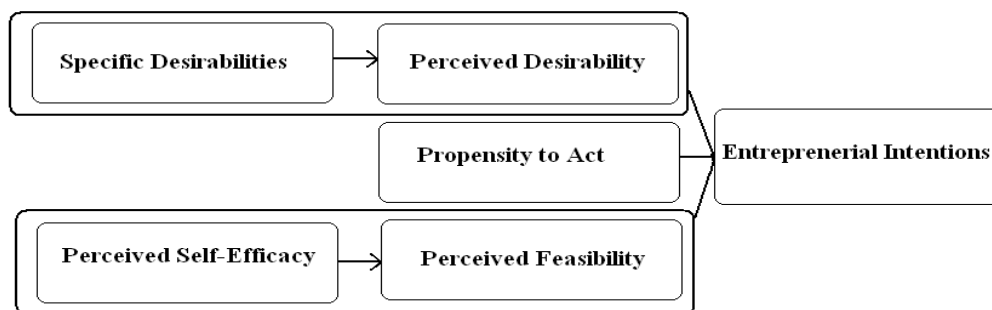 Specific Desirabilities
Perceived Desirability
Propensity to Act
Entreprenerial Intentions
Perceived Self-Efficacy
Perceived Feasibility